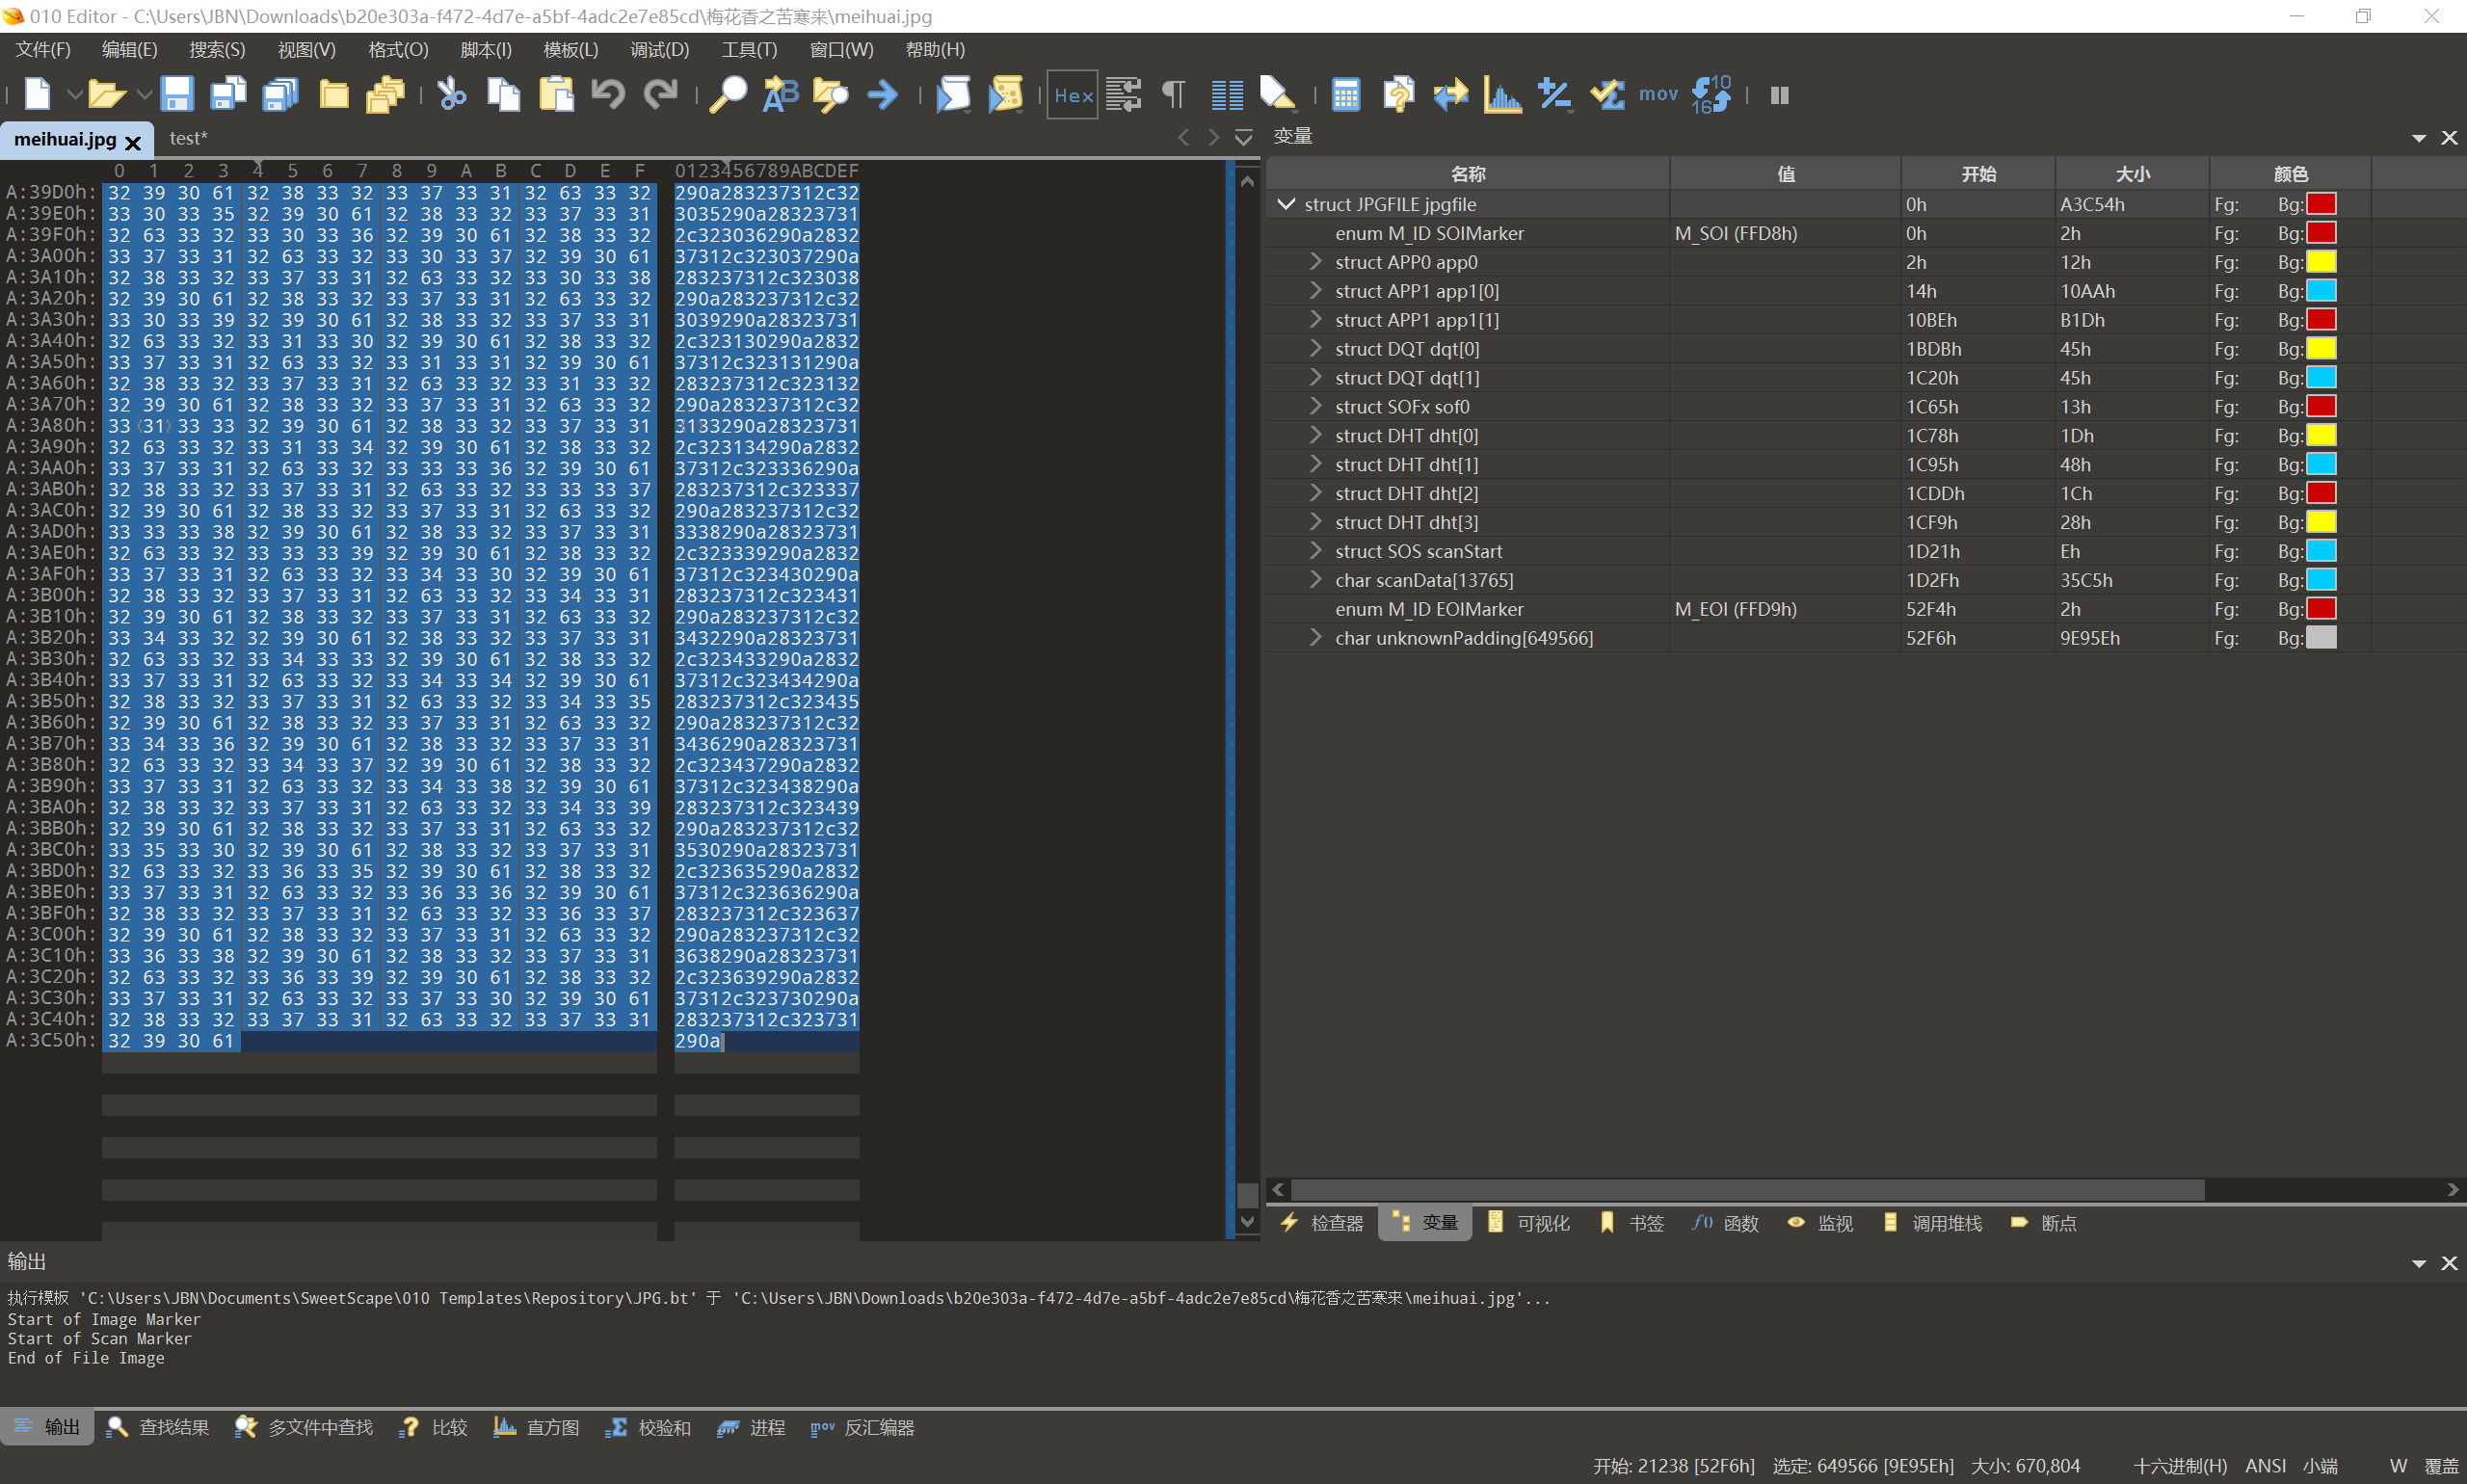 010 Editor - C:\Users\JBN\Downloads\b20e303a-f472-4d7e-a5bf-4adc2e7e85cd\梅花香之苦寒来\meihuai.jpg
文件(F) 编辑(E) 搜索(S) 视图(V) 格式(O) 脚本(I) 模板(L) 调试(D) 工具(T) 窗口(W) 帮助(H)
Hex mov 10 16
meihuai.jpg test*
0 1 2 3 4 5 6 7 8 9 A B C D E F 0123456789ABCDEF
A:39D0h: 32 39 30 61 32 38 33 32 33 37 33 31 32 63 33 32 290a283237312c32
A:39E0h: 33 30 33 35 32 39 30 61 32 38 33 32 33 37 33 31 3035290a28323731
A:39F0h: 32 63 33 32 33 30 33 36 32 39 30 61 32 38 33 32 2c323036290a2832
A:3A00h: 33 37 33 31 32 63 33 32 33 30 33 37 32 39 30 61 37312c323037290a
A:3A10h: 32 38 33 32 33 37 33 31 32 63 33 32 33 30 33 38 283237312c323038
A:3A20h: 32 39 30 61 32 38 33 32 33 37 33 31 32 63 33 32 290a283237312c32
A:3A30h: 33 30 33 39 32 39 30 61 32 38 33 32 33 37 33 31 3039290a28323731
A:3A40h: 32 63 33 32 33 31 33 30 32 39 30 61 32 38 33 32 2c323130290a2832
A:3A50h: 33 37 33 31 32 63 33 32 33 31 33 31 32 39 30 61 37312c323131290a
A:3A60h: 32 38 33 32 33 37 33 31 32 63 33 32 33 31 33 32 283237312c323132
A:3A70h: 32 39 30 61 32 38 33 32 33 37 33 31 32 63 33 32 290a283237312c32
A:3A80h: 33 31 33 33 32 39 30 61 32 38 33 32 33 37 33 31 3133290a28323731
A:3A90h: 32 63 33 32 33 31 33 34 32 39 30 61 32 38 33 32 2c323134290a2832
A:3AA0h: 33 37 33 31 32 63 33 32 33 33 33 36 32 39 30 61 37312c323336290a
A:3AB0h: 32 38 33 32 33 37 33 31 32 63 33 32 33 33 33 37 283237312c323337
A:3AC0h: 32 39 30 61 32 38 33 32 33 37 33 31 32 63 33 32 290a283237312c32
A:3AD0h: 33 33 33 38 32 39 30 61 32 38 33 32 33 37 33 31 3338290a28323731
A:3AE0h: 32 63 33 32 33 33 33 39 32 39 30 61 32 38 33 32 2c323339290a2832
A:3AF0h: 33 37 33 31 32 63 33 32 33 34 33 30 32 39 30 61 37312c323430290a
A:3B00h: 32 38 33 32 33 37 33 31 32 63 33 32 33 34 33 31 283237312c323431
A:3B10h: 32 39 30 61 32 38 33 32 33 37 33 31 32 63 33 32 290a283237312c32
A:3B20h: 33 34 33 32 32 39 30 61 32 38 33 32 33 37 33 31 3432290a28323731
A:3B30h: 32 63 33 32 33 34 33 33 32 39 30 61 32 38 33 32 2c323433290a2832
A:3B40h: 33 37 33 31 32 63 33 32 33 34 33 34 32 39 30 61 37312c323434290a
A:3B50h: 32 38 33 32 33 37 33 31 32 63 33 32 33 34 33 35 283237312c323435
A:3B60h: 32 39 30 61 32 38 33 32 33 37 33 31 32 63 33 32 290a283237312c32
A:3B70h: 33 34 33 36 32 39 30 61 32 38 33 32 33 37 33 31 3436290a28323731
A:3B80h: 32 63 33 32 33 34 33 37 32 39 30 61 32 38 33 32 2c323437290a2832
A:3B90h: 33 37 33 31 32 63 33 32 33 34 33 38 32 39 30 61 37312c323438290a
A:3BA0h: 32 38 33 32 33 37 33 31 32 63 33 32 33 34 33 39 283237312c323439
A:3BB0h: 32 39 30 61 32 38 33 32 33 37 33 31 32 63 33 32 290a283237312c32
A:3BC0h: 33 35 33 30 32 39 30 61 32 38 33 32 33 37 33 31 3530290a28323731
A:3BD0h: 32 63 33 32 33 36 33 35 32 39 30 61 32 38 33 32 2c323635290a2832
A:3BE0h: 33 37 33 31 32 63 33 32 33 36 33 36 32 39 30 61 37312c323636290a
A:3BF0h: 32 38 33 32 33 37 33 31 32 63 33 32 33 36 33 37 283237312c323637
A:3C00h: 32 39 30 61 32 38 33 32 33 37 33 31 32 63 33 32 290a283237312c32
A:3C10h: 33 36 33 38 32 39 30 61 32 38 33 32 33 37 33 31 3638290a28323731
A:3C20h: 32 63 33 32 33 36 33 39 32 39 30 61 32 38 33 32 2c323639290a2832
A:3C30h: 33 37 33 31 32 63 33 32 33 37 33 30 32 39 30 61 37312c323730290a
A:3C40h: 32 38 33 32 33 37 33 31 32 63 33 32 33 37 33 31 283237312c323731
A:3C50h: 32 39 30 61 290a
变量
名称 值 开始 大小 颜色
struct JPGFILE jpgfile 0h A3C54h Fg: Bg:
enum M_ID SOIMarker M_SOI (FFD8h) 0h 2h Fg: Bg:
struct APP0 app0 2h 12h Fg: Bg:
struct APP1 app1[0] 14h 10AAh Fg: Bg:
struct APP1 app1[1] 10BEh B1Dh Fg: Bg:
struct DQT dqt[0] 1BDBh 45h Fg: Bg:
struct DQT dqt[1] 1C20h 45h Fg: Bg:
struct SOFx sof0 1C65h 13h Fg: Bg:
struct DHT dht[0] 1C78h 1Dh Fg: Bg:
struct DHT dht[1] 1C95h 48h Fg: Bg:
struct DHT dht[2] 1CDDh 1Ch Fg: Bg:
struct DHT dht[3] 1CF9h 28h Fg: Bg:
struct SOS scanStart 1D21h Eh Fg: Bg:
char scanData[13765] 1D2Fh 35C5h Fg: Bg:
enum M_ID EOIMarker M_EOI (FFD9h) 52F4h 2h Fg: Bg:
char unknownPadding[649566] 52F6h 9E95Eh Fg: Bg:
检查器 变量 可视化 书签 函数 监视 调用堆栈 断点
输出
执行模板 'C:\Users\JBN\Documents\SweetScape\010 Templates\Repository\JPG.bt' 于 'C:\Users\JBN\Downloads\b20e303a-f472-4d7e-a5bf-4adc2e7e85cd\梅花香之苦寒来\meihuai.jpg'...
Start of Image Marker
Start of Scan Marker
End of File Image
输出 查找结果 多文件中查找 比较 直方图 校验和 进程 mov 反汇编器
开始: 21238 [52F6h] 选定: 649566 [9E95Eh] 大小: 670,804 十六进制(H) ANSI 小端 W 覆盖